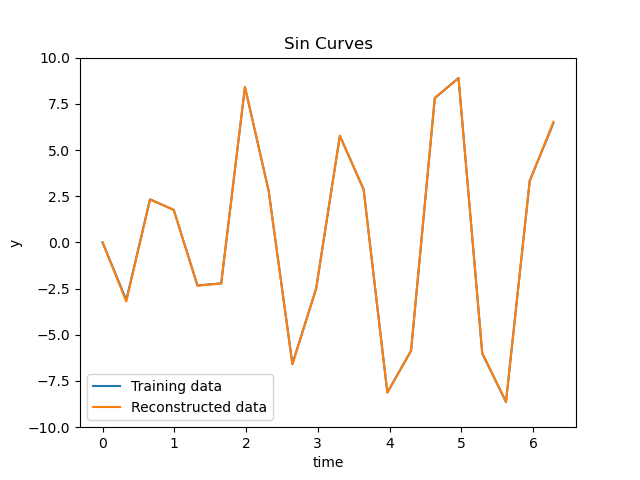 Sin Curves
10.0
7.5
5.0
2.5
0.0
−2.5
−5.0
−7.5
−10.0
y
Training data
Reconstructed data
0 1 2 3 4 5 6
time